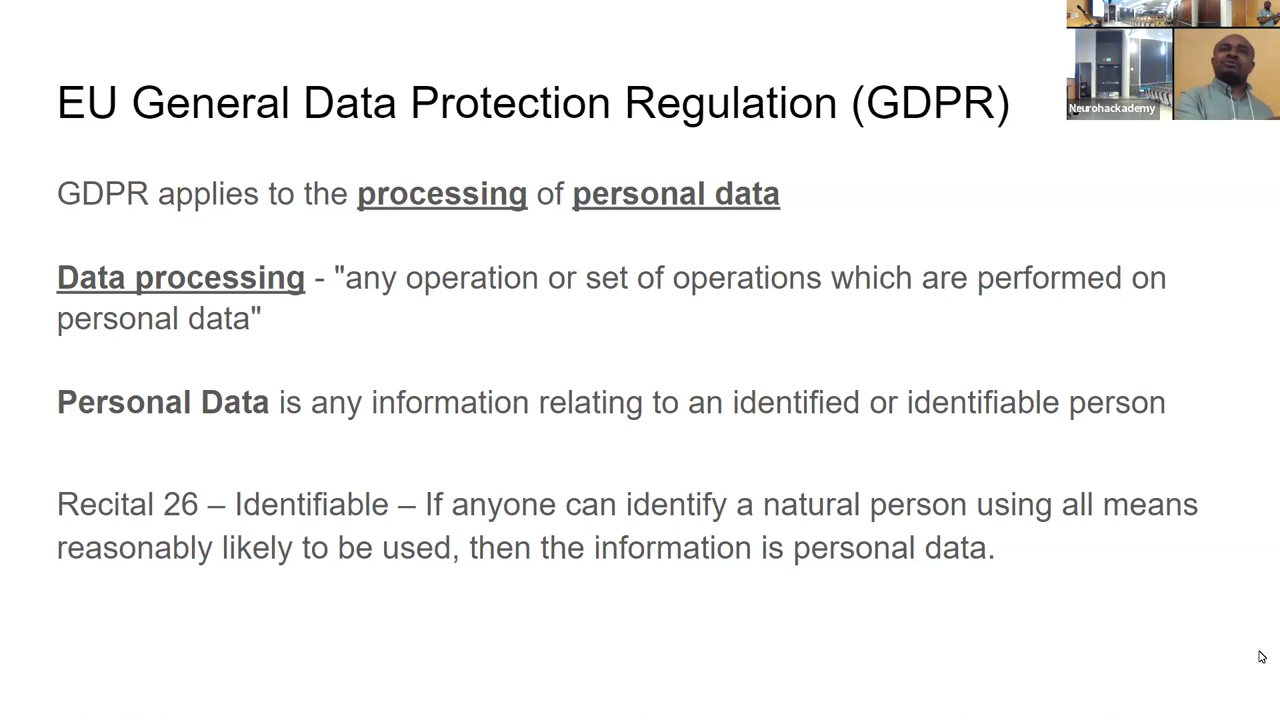 EU General Data Protection Regulation (GDPR)
Neurohackademy
GDPR applies to the processing of personal data
Data processing - "any operation or set of operations which are performed on
personal data"
Personal Data is any information relating to an identified or identifiable person
Recital 26 – Identifiable – If anyone can identify a natural person using all means
reasonably likely to be used, then the information is personal data.